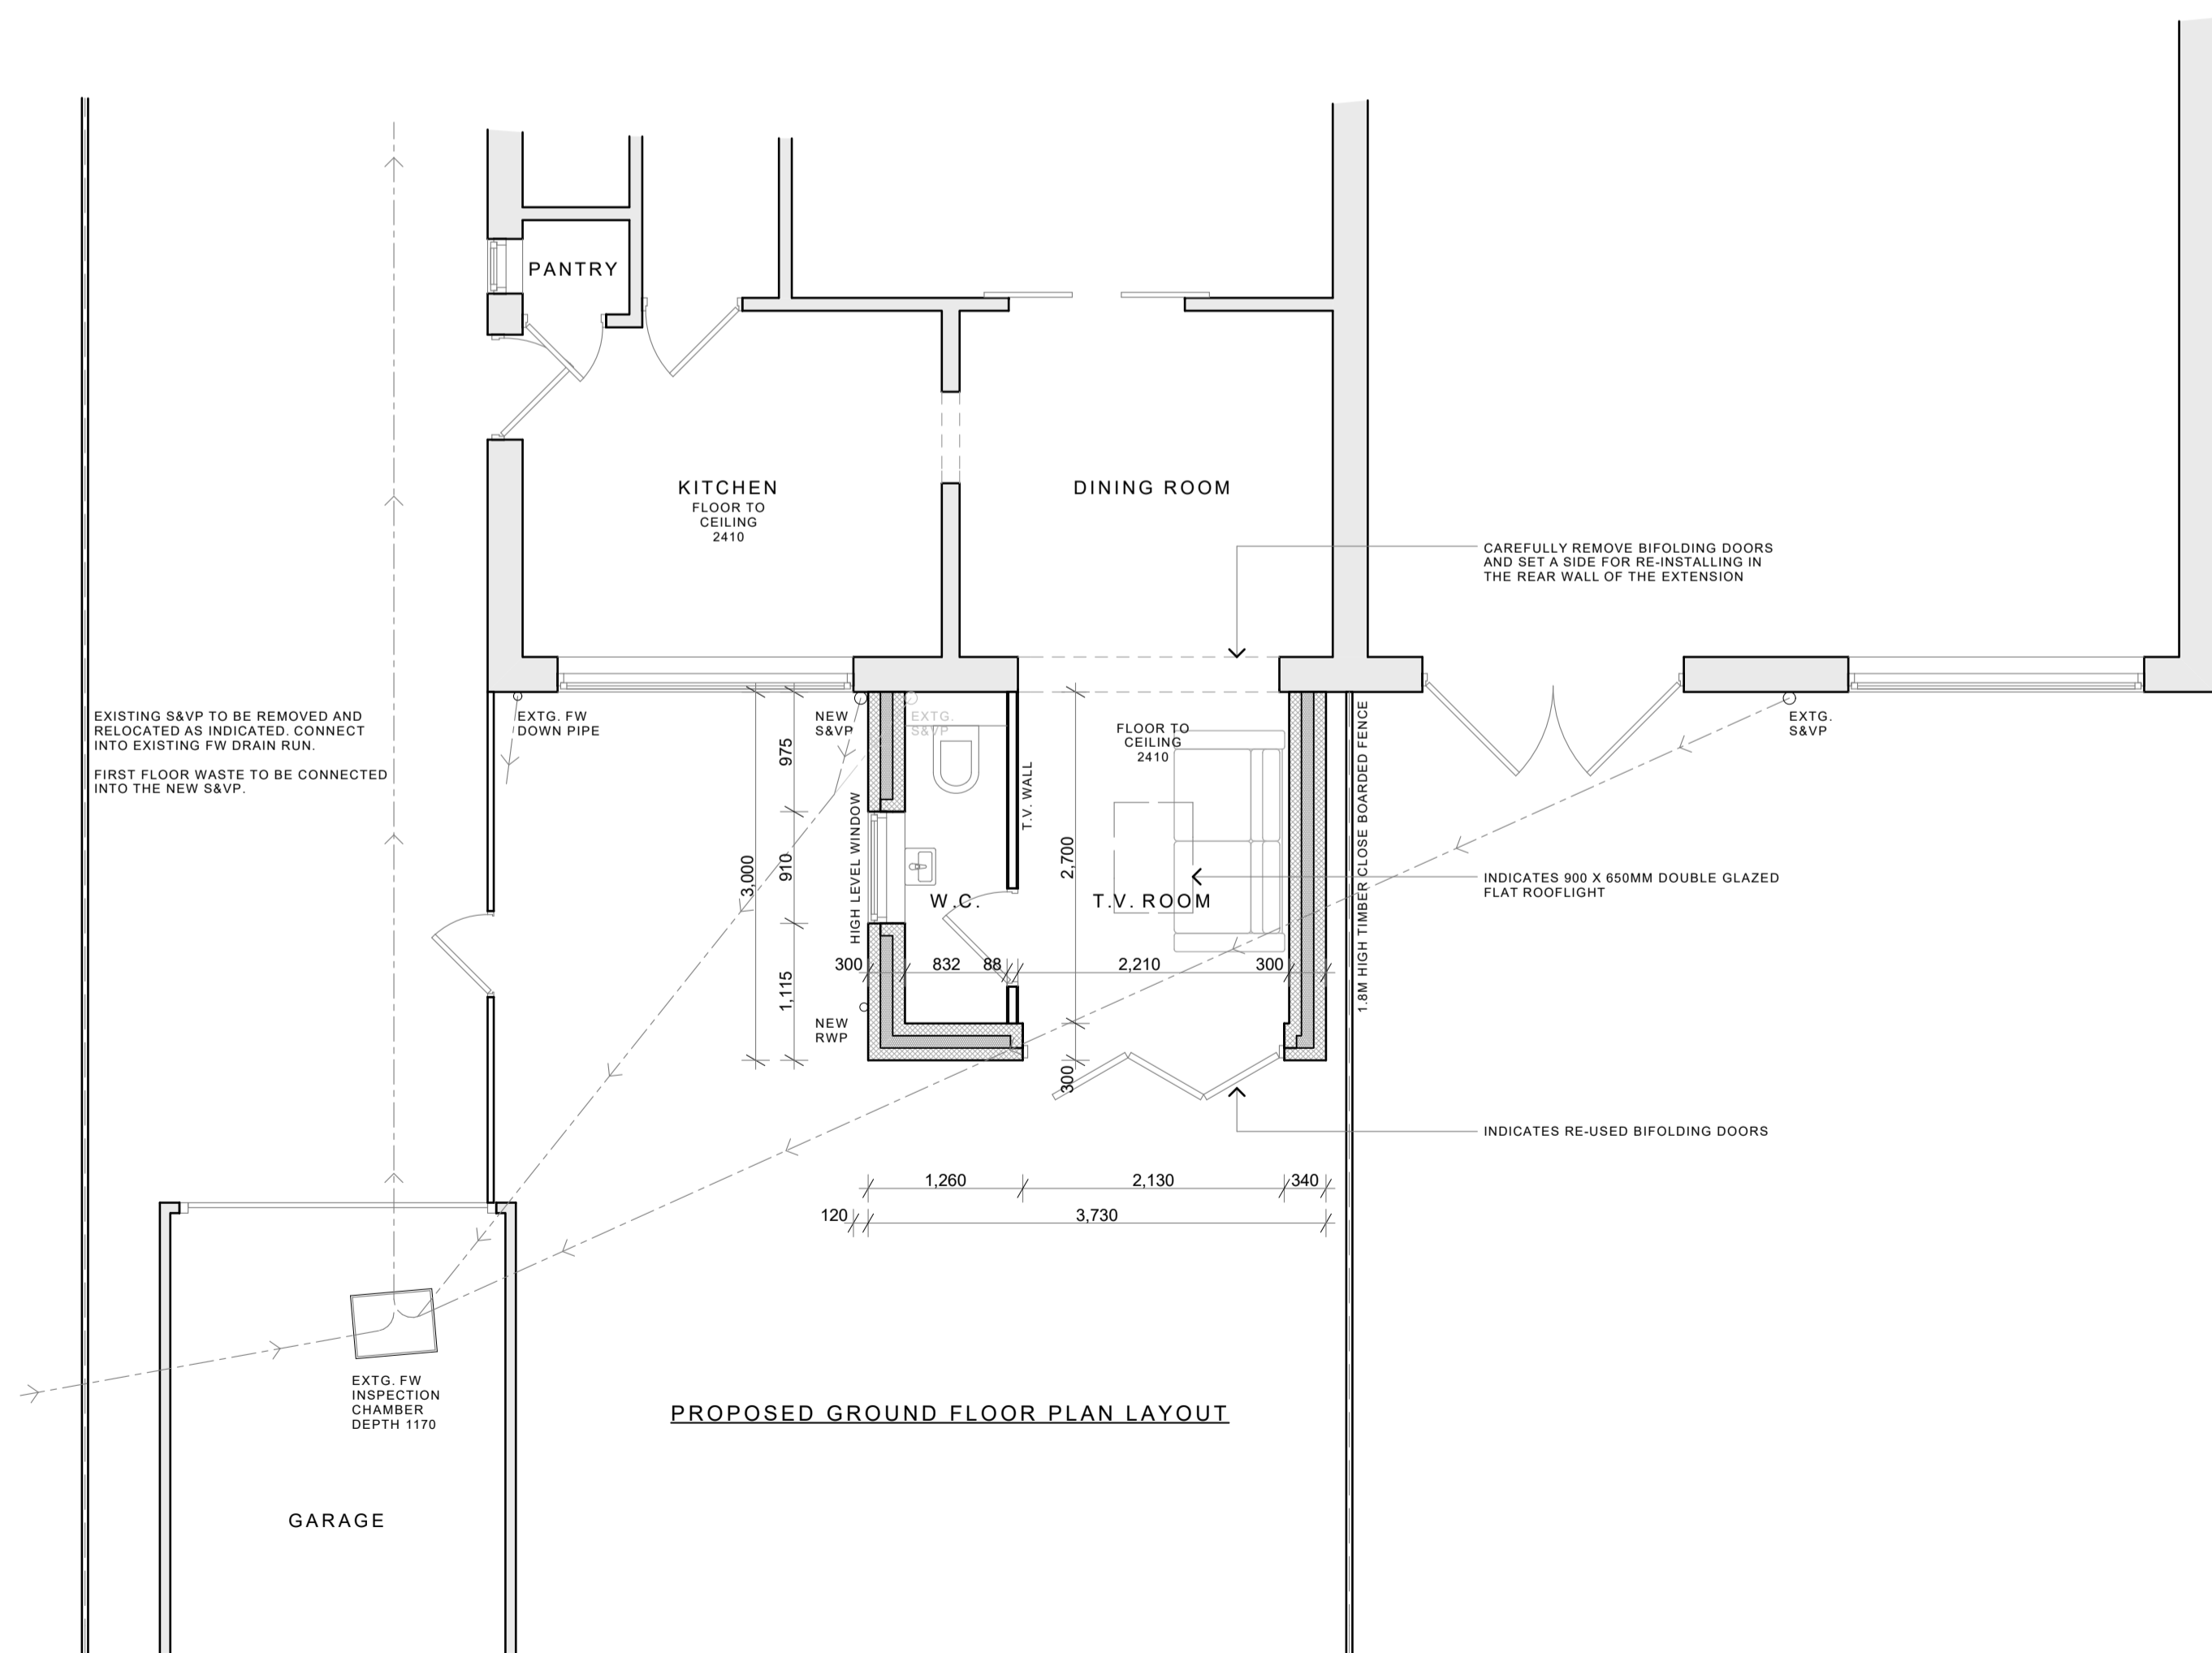 PANTRY
KITCHEN
FLOOR TO
CEILING
2410
DINING ROOM
CAREFULLY REMOVE BIFOLDING DOORS
AND SET A SIDE FOR RE-INSTALLING IN
THE REAR WALL OF THE EXTENSION
EXISTING S&VP TO BE REMOVED AND
RELOCATED AS INDICATED. CONNECT
INTO EXISTING FW DRAIN RUN.
FIRST FLOOR WASTE TO BE CONNECTED
INTO THE NEW S&VP.
EXTG. FW
DOWN PIPE
NEW
S&VP
EXTG.
S&VP
FLOOR TO
CEILING
2410
EXTG.
S&VP
975
910
1,115
3,000
HIGH LEVEL WINDOW
T.V. WALL
2,700
300
1.8M HIGH TIMBER CLOSE BOARDED FENCE
INDICATES 900 X 650MM DOUBLE GLAZED
FLAT ROOFLIGHT
W.C.
T.V. ROOM
300
832
88
2,210
300
NEW
RWP
INDICATES RE-USED BIFOLDING DOORS
1,260
2,130
340
120
3,730
EXTG. FW
INSPECTION
CHAMBER
DEPTH 1170
PROPOSED GROUND FLOOR PLAN LAYOUT
GARAGE